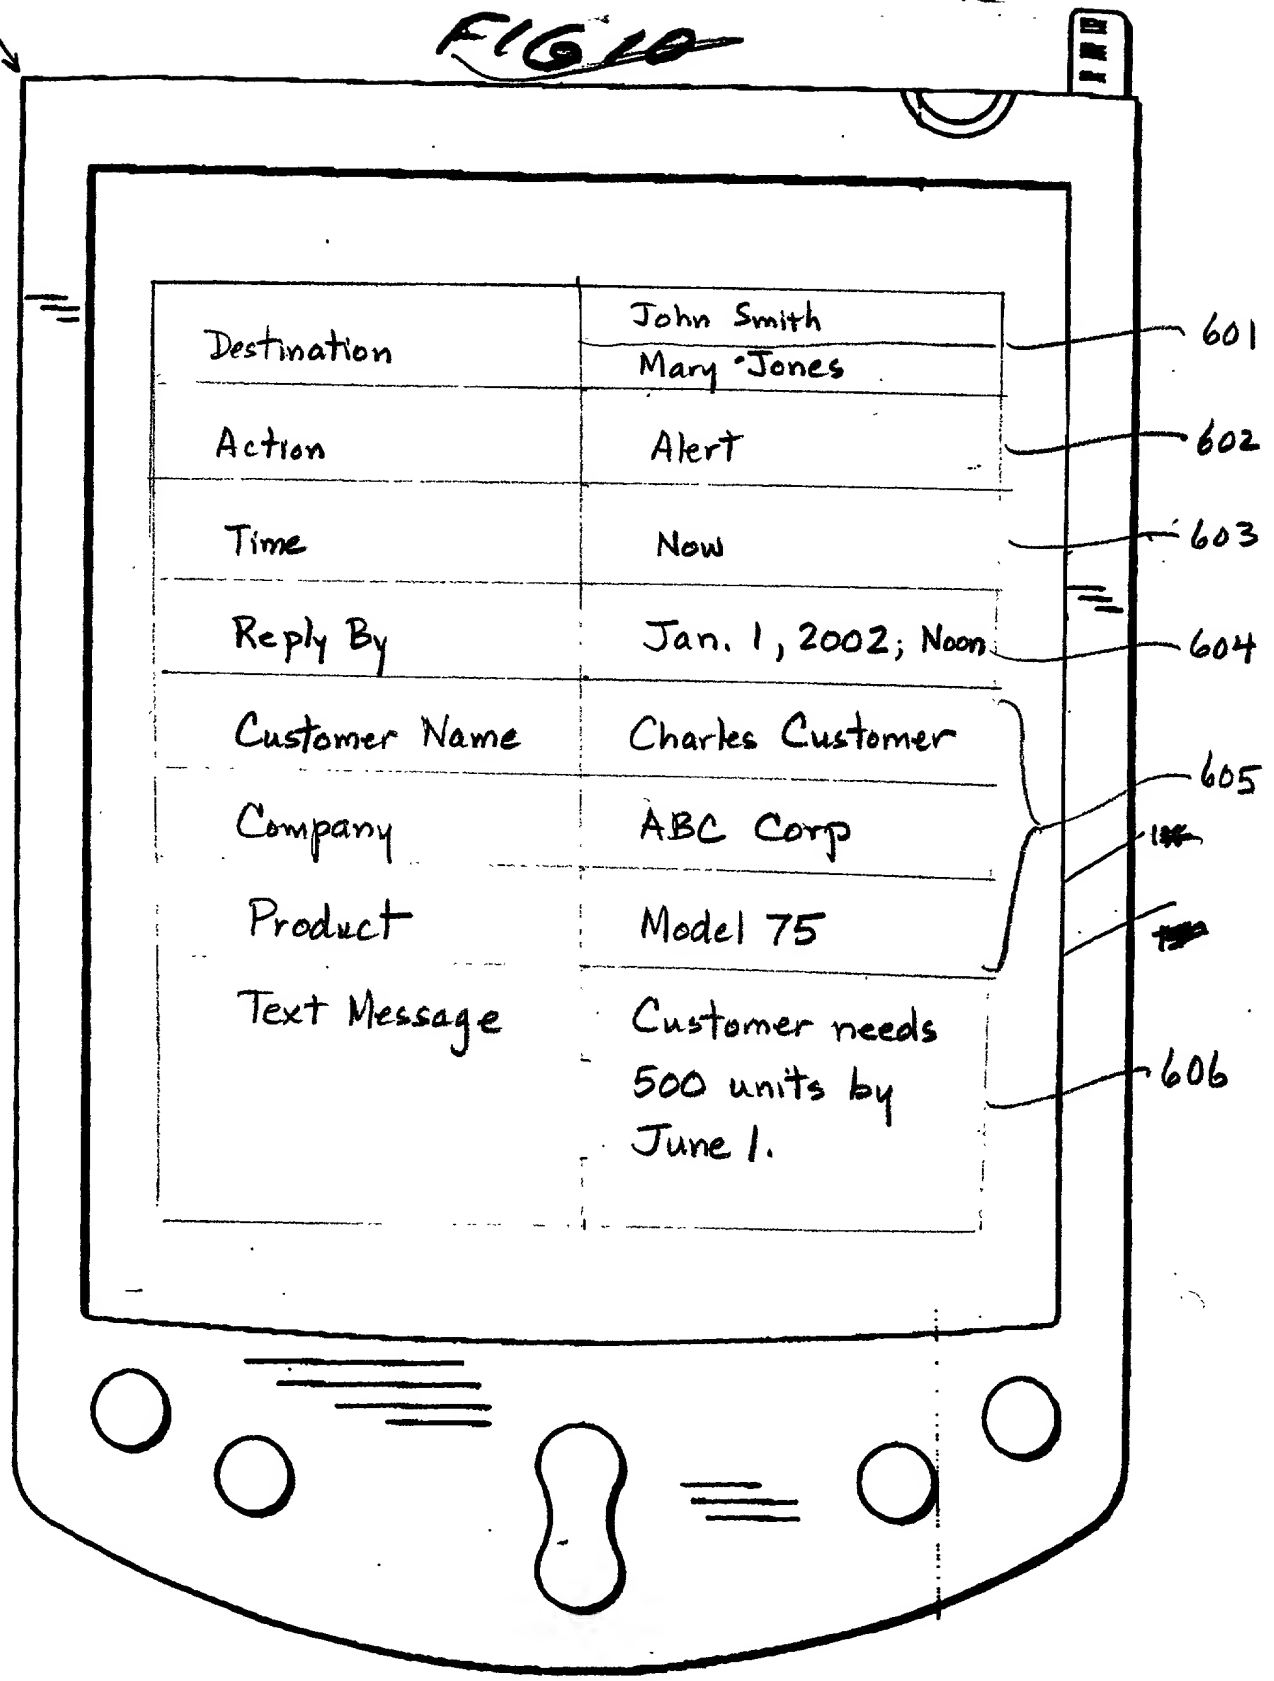 FIG 10
Destination
John Smith
Mary Jones
601
Action
Alert
602
Time
Now
603
Reply By
Jan. 1, 2002; Noon
604
Customer Name
Charles Customer
605
Company
ABC Corp
Product
Model 75
Text Message
Customer needs
500 units by
June 1.
606